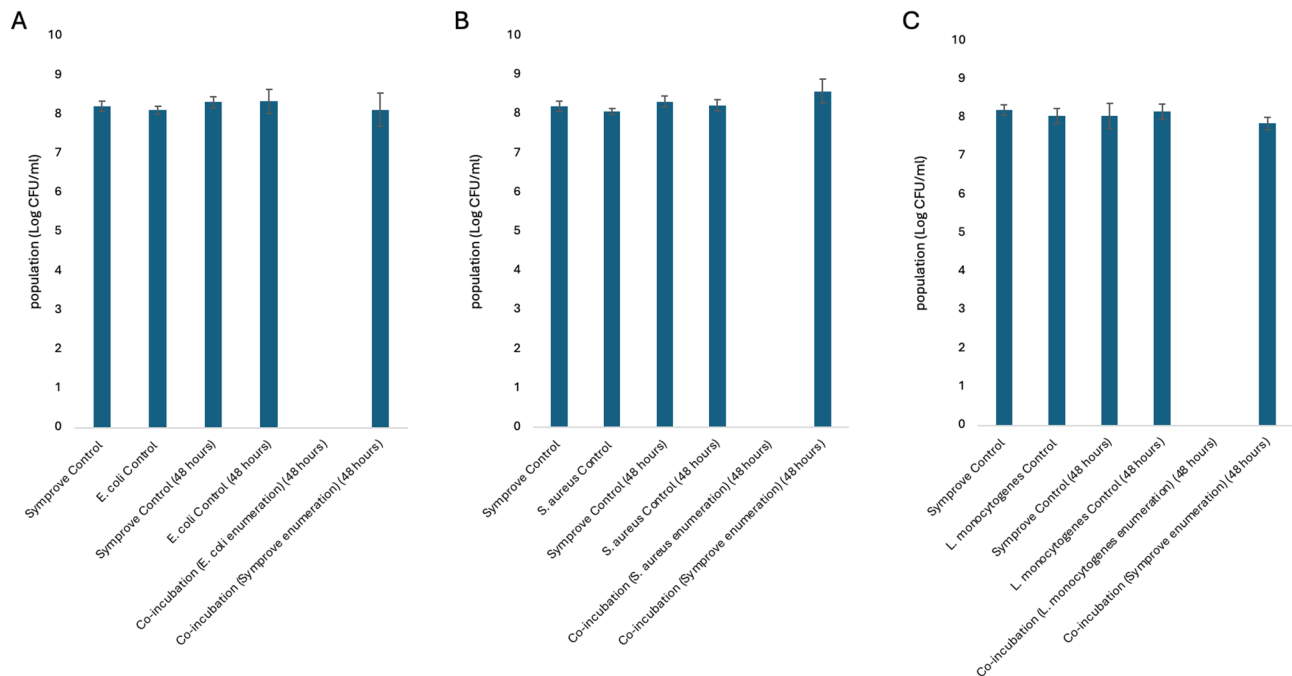 A
10
9
8
7
6
5
4
3
2
1
0
population (Log CFU/ml)
Symprove Control
E. coli Control
Symprove Control (48 hours)
E. coli Control (48 hours)
Co-incubation (E. coli enumeration) (48 hours)
Co-incubation (Symprove enumeration) (48 hours)
B
10
9
8
7
6
5
4
3
2
1
0
population (Log CFU/ml)
Symprove Control
S. aureus Control
Symprove Control (48 hours)
S. aureus Control (48 hours)
Co-incubation (S. aureus enumeration) (48 hours)
Co-incubation (Symprove enumeration) (48 hours)
C
10
9
8
7
6
5
4
3
2
1
0
population (Log CFU/ml)
Symprove Control
L. monocytogenes Control
Symprove Control (48 hours)
L. monocytogenes Control (48 hours)
Co-incubation (L. monocytogenes enumeration) (48 hours)
Co-incubation (Symprove enumeration) (48 hours)